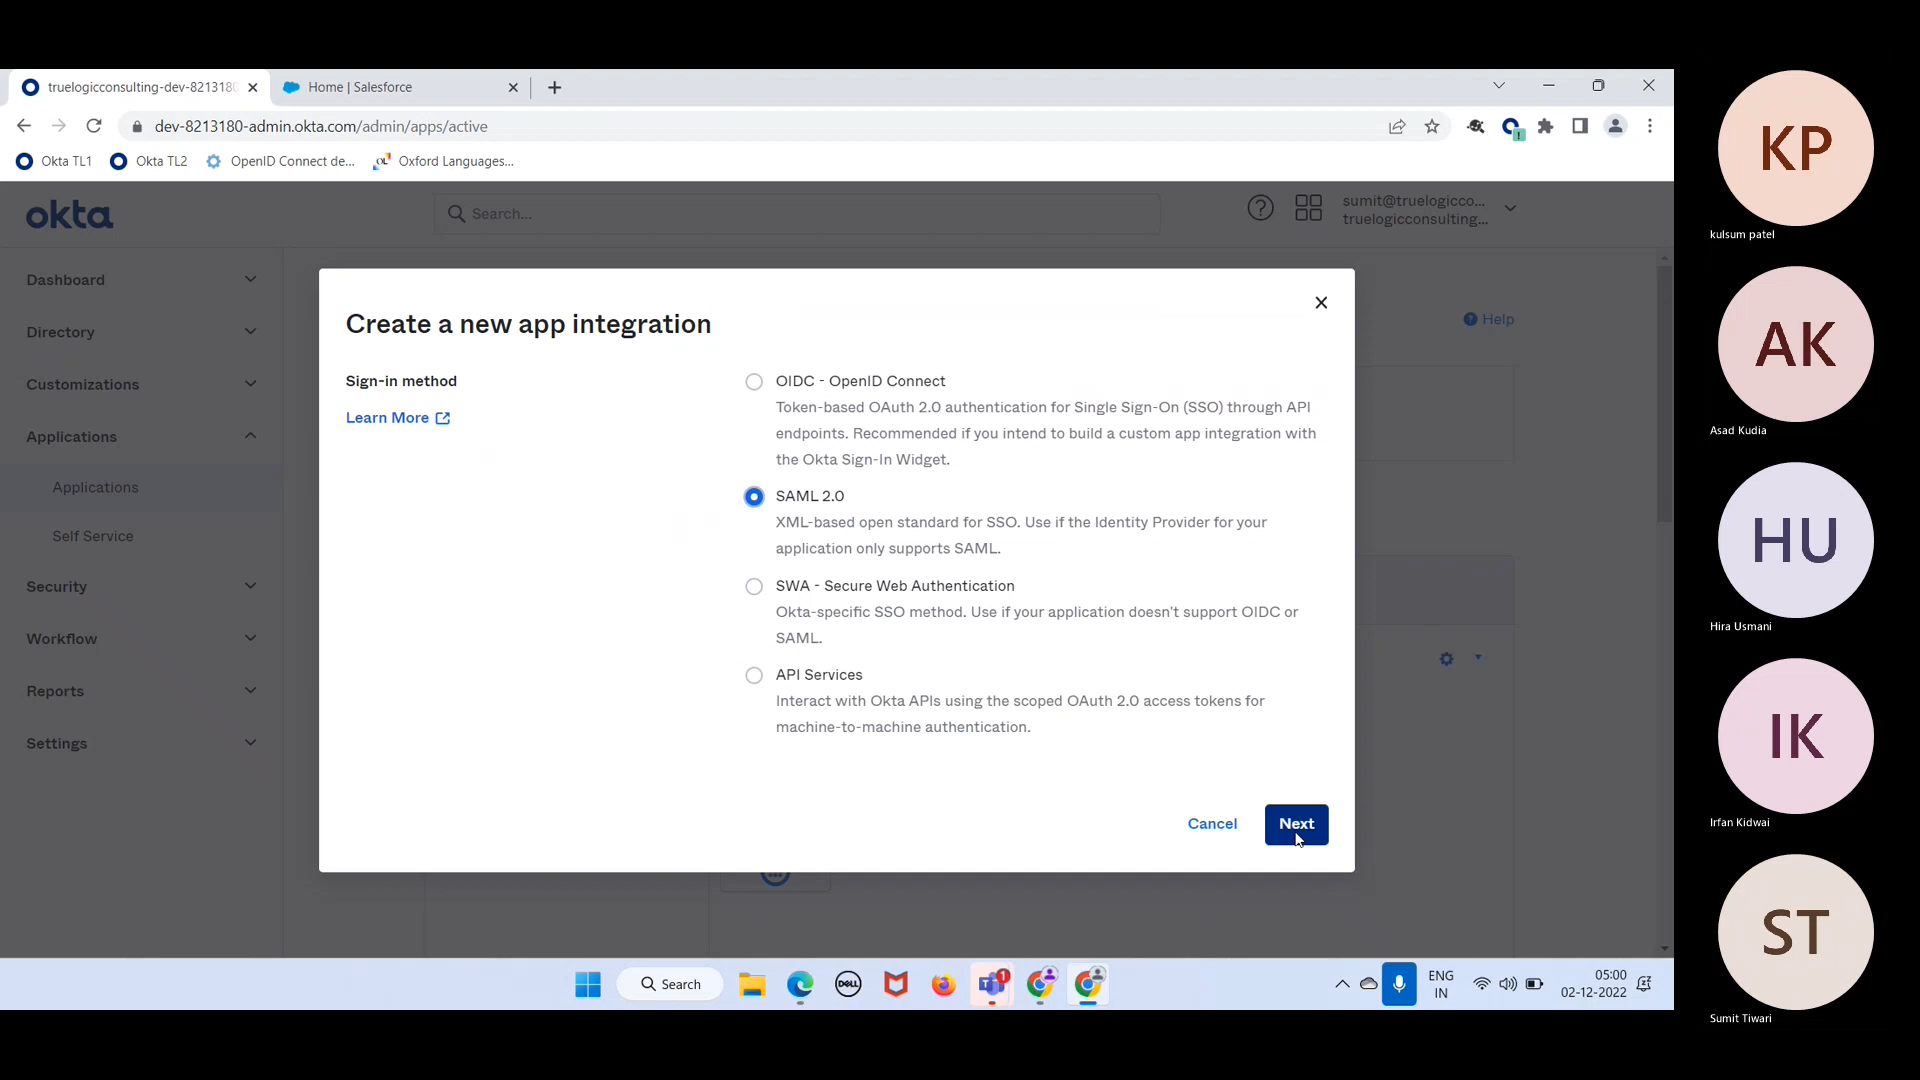 truelogicconsulting-dev-8213180
Home | Salesforce
dev-8213180-admin.okta.com/admin/apps/active
Okta TL1
Okta TL2
OpenID Connect de...
Oxford Languages...
okta
Search...
sumit@truelogicco...
truelogicconsulting...
Dashboard
Directory
Customizations
Applications
Applications
Self Service
Security
Workflow
Reports
Settings
Help
Create a new app integration
Sign-in method
Learn More
OIDC - OpenID Connect
Token-based OAuth 2.0 authentication for Single Sign-On (SSO) through API
endpoints. Recommended if you intend to build a custom app integration with
the Okta Sign-In Widget.
SAML 2.0
XML-based open standard for SSO. Use if the Identity Provider for your
application only supports SAML.
SWA - Secure Web Authentication
Okta-specific SSO method. Use if your application doesn't support OIDC or
SAML.
API Services
Interact with Okta APIs using the scoped OAuth 2.0 access tokens for
machine-to-machine authentication.
Cancel
Next
Search
DELL
1
ENG
IN
05:00
02-12-2022
KP
kulsum patel
AK
Asad Kudia
HU
Hira Usmani
IK
Irfan Kidwai
ST
Sumit Tiwari